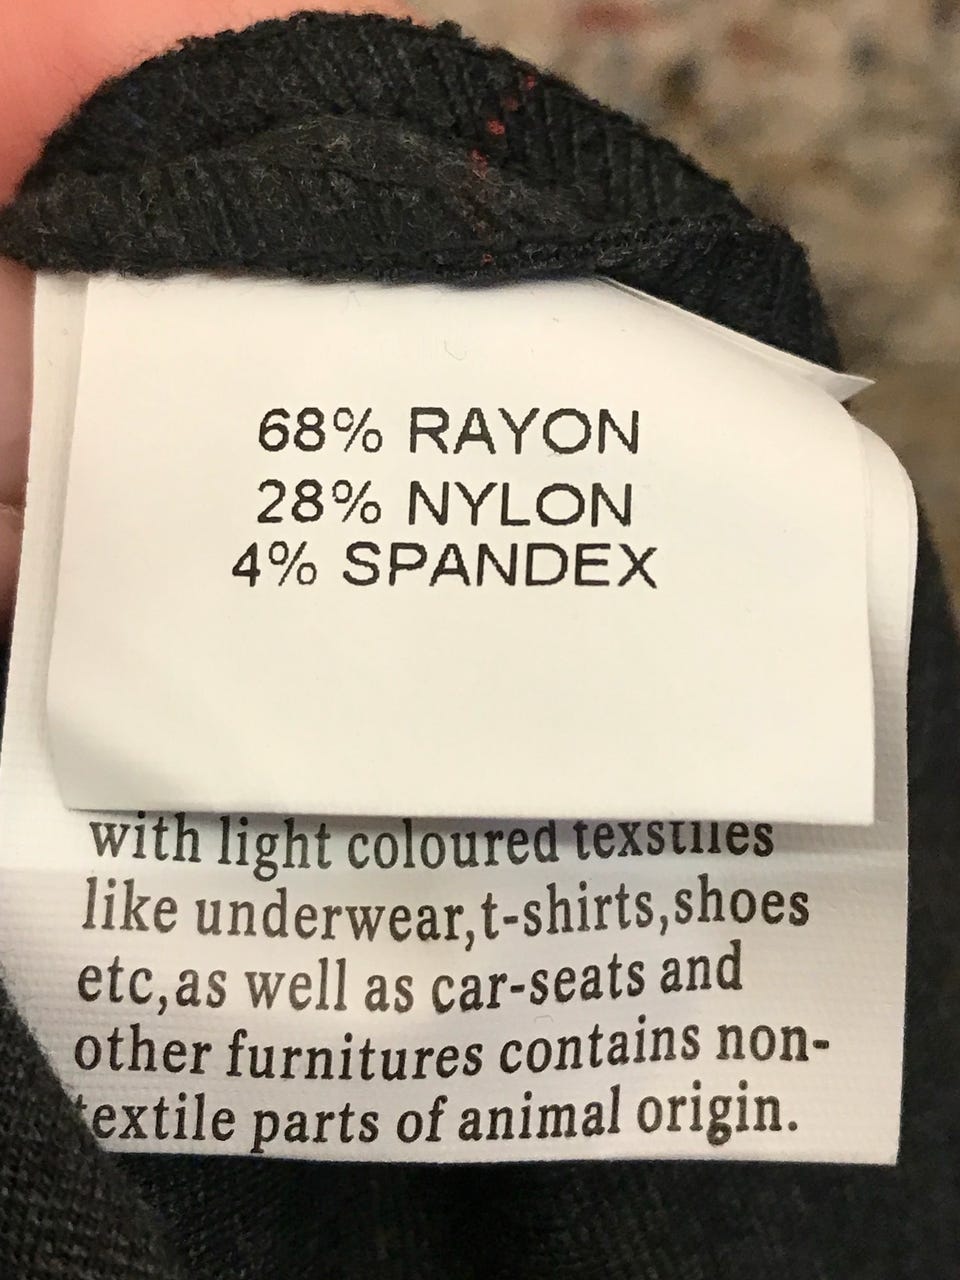 68% RAYON
28% NYLON
4% SPANDEX
with light coloured texstiles
like underwear,t-shirts,shoes
etc,as well as car-seats and
other furnitures contains non-
textile parts of animal origin.